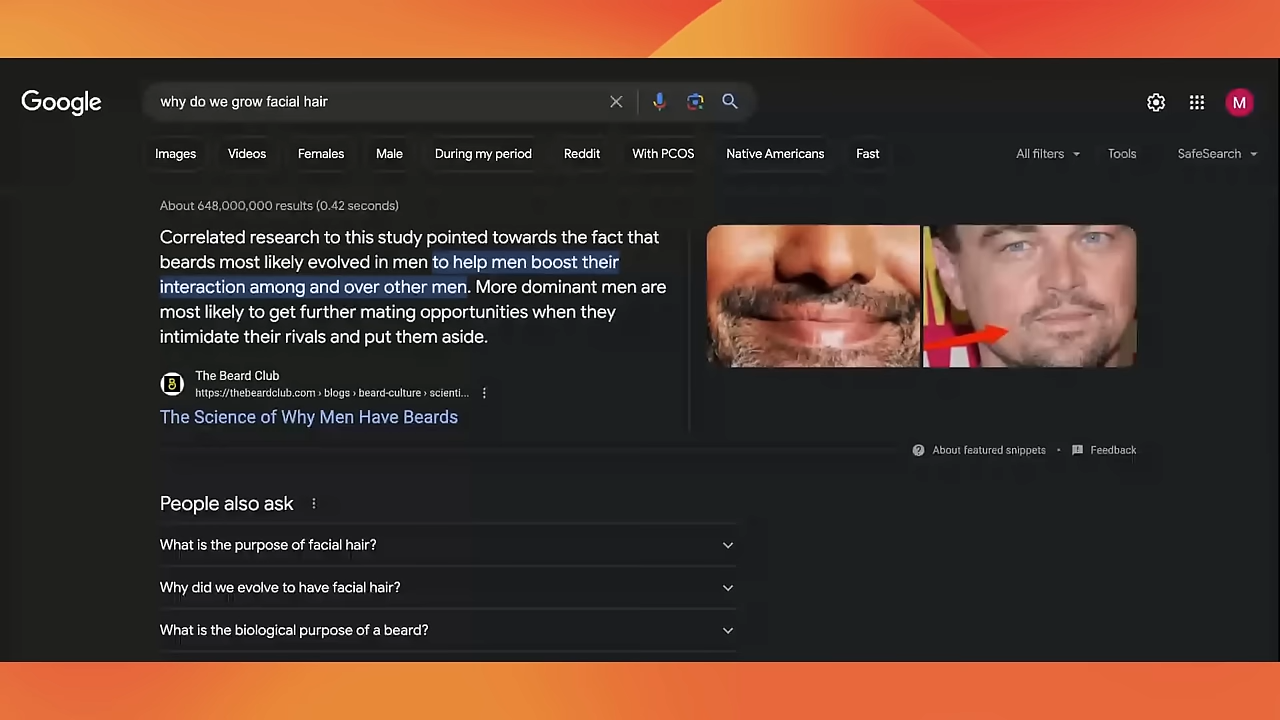 Google
why do we grow facial hair
M
Images
Videos
Females
Male
During my period
Reddit
With PCOS
Native Americans
Fast
All filters
Tools
SafeSearch
About 648,000,000 results (0.42 seconds)
Correlated research to this study pointed towards the fact that
beards most likely evolved in men to help men boost their
interaction among and over other men. More dominant men are
most likely to get further mating opportunities when they
intimidate their rivals and put them aside.
The Beard Club
https://thebeardclub.com › blogs › beard-culture › scienti...
The Science of Why Men Have Beards
About featured snippets • Feedback
People also ask
What is the purpose of facial hair?
Why did we evolve to have facial hair?
What is the biological purpose of a beard?